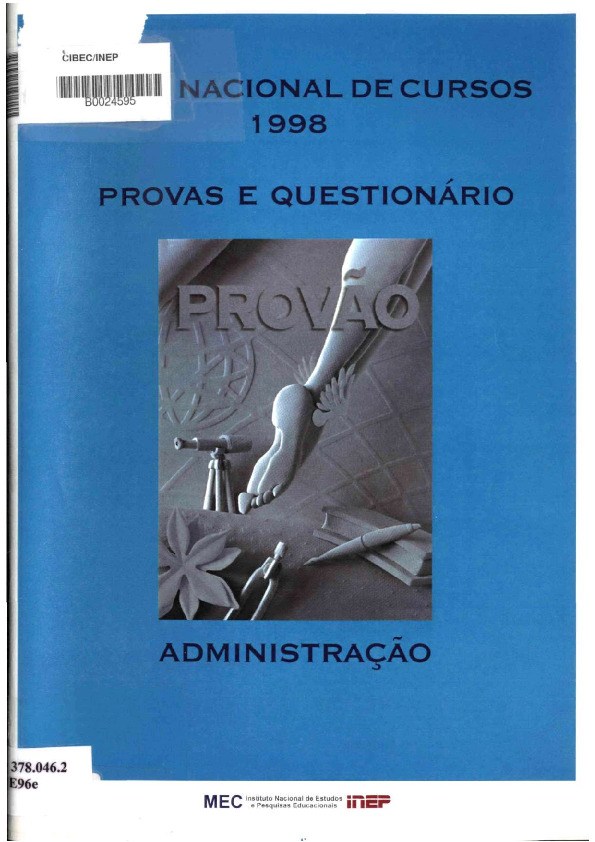 CIBEC/INEP
B0024595
NACIONAL DE CURSOS
1998
PROVAS E QUESTIONÁRIO
PROVÃO
ADMINISTRAÇÃO
378.046.2
E96e
MEC Instituto Nacional de Estudos e Pesquisas Educacionais INEP